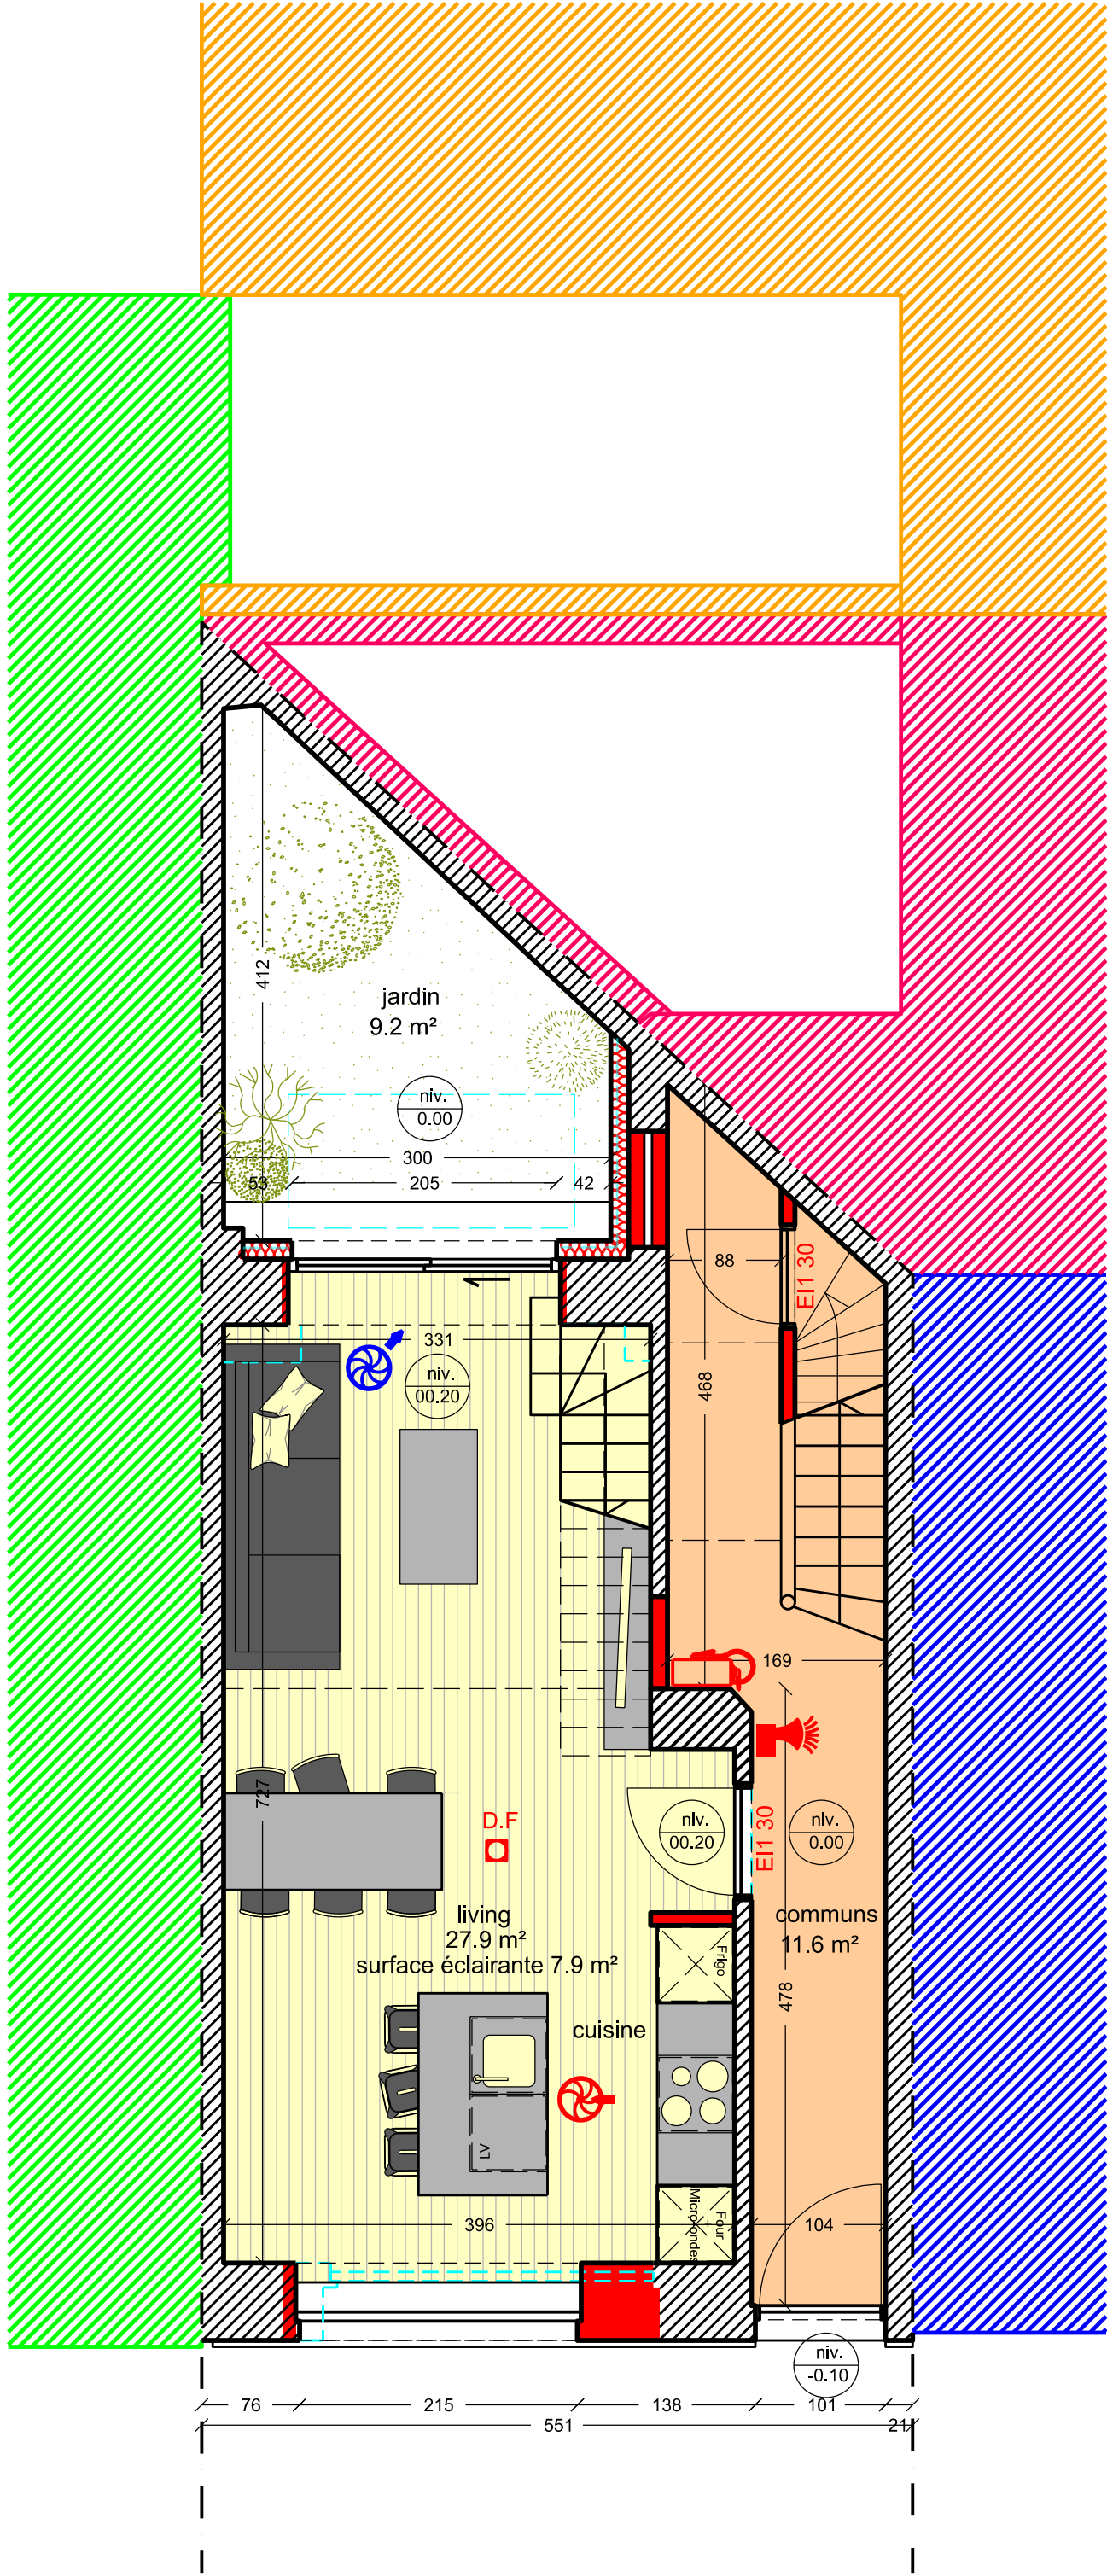 412
jardin
9.2 m²
niv.
0.00
300
53
205
42
88
EI1 30
331
niv.
00.20
468
169
727
D.F
niv.
00.20
EI1 30
niv.
0.00
living
27.9 m²
surface éclairante 7.9 m²
communs
11.6 m²
Frigo
478
cuisine
LV
396
Four
+
Micro-ondes
104
niv.
-0.10
76
215
138
101
551
21